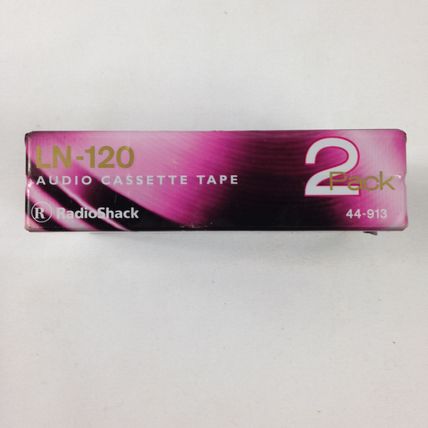 LN-120
AUDIO CASSETTE TAPE
2 Pack
R RadioShack
44-913